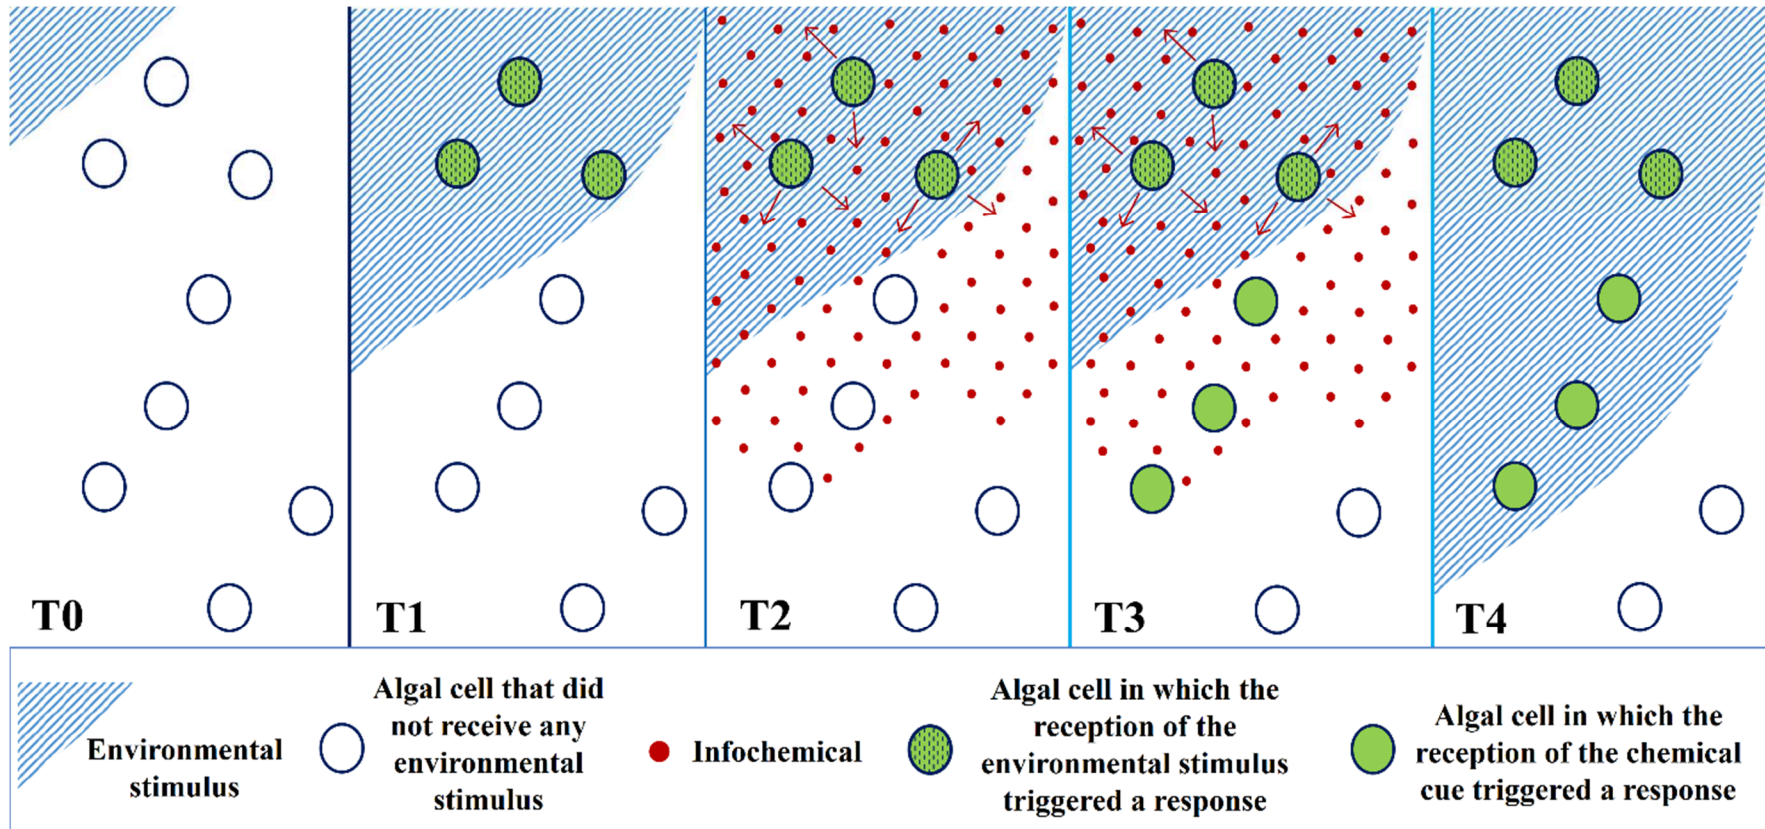 T0
T1
T2
T3
T4
Environmental
stimulus
Algal cell that did
not receive any
environmental
stimulus
Infochemical
Algal cell in which the
reception of the
environmental stimulus
triggered a response
Algal cell in which the
reception of the chemical
cue triggered a response